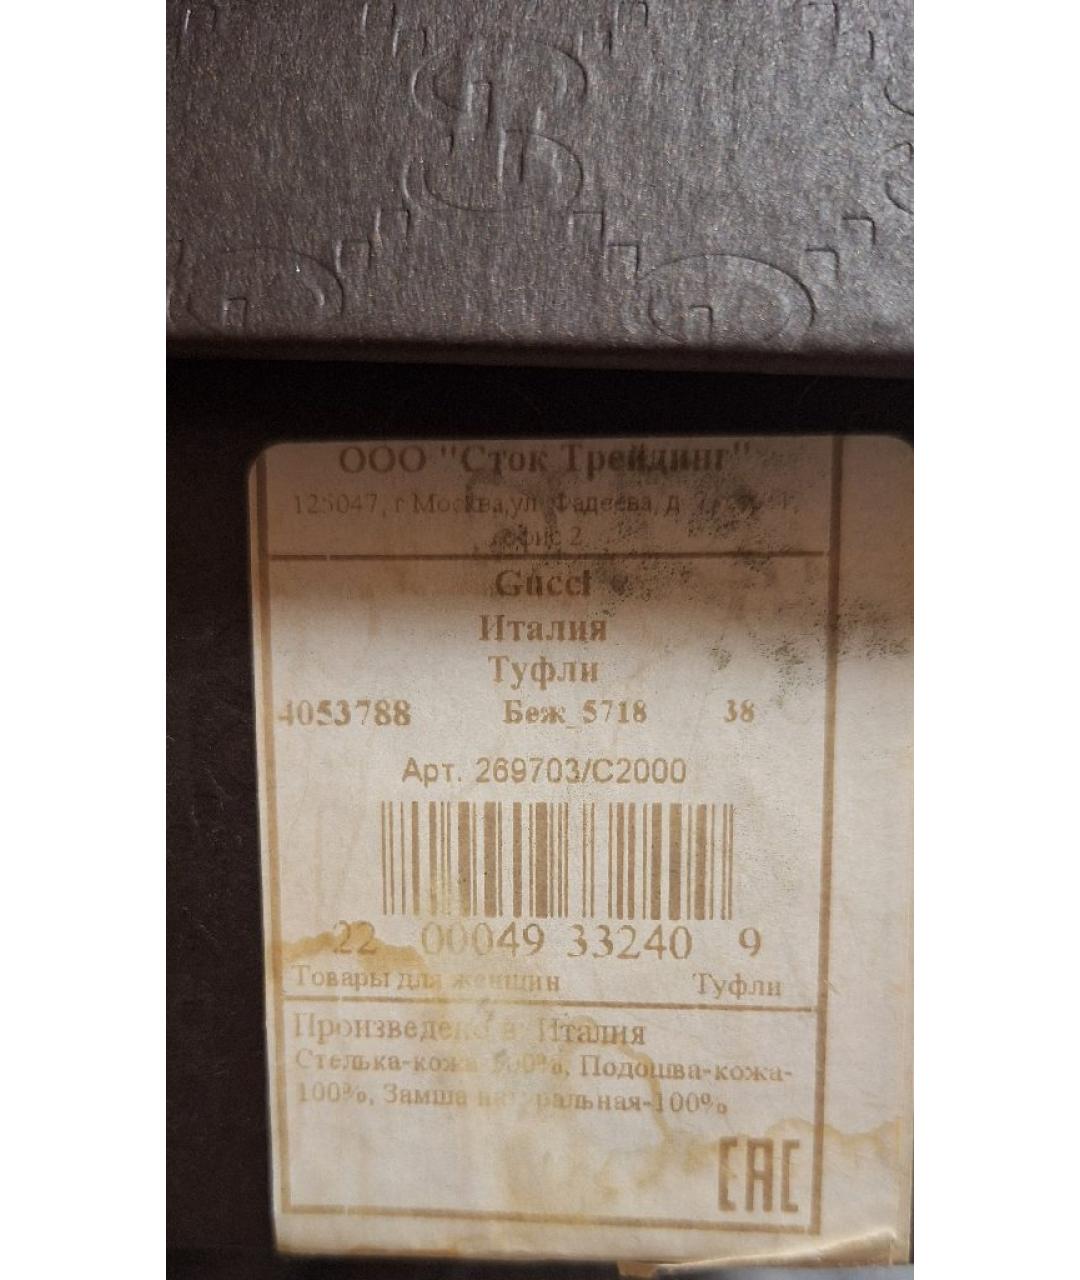 ООО "Сток Трейдинг"
125047, г Москва,ул Фадеева, д
офис 2
Gucci
Италия
Туфли
4053788 Беж_5718 38
Арт. 269703/C2000
22 00049 33240 9
Товары для женщин Туфли
Произведено в: Италия
Стелька-кожа 100%, Подошва-кожа-
100%, Замша натуральная-100%
EAC